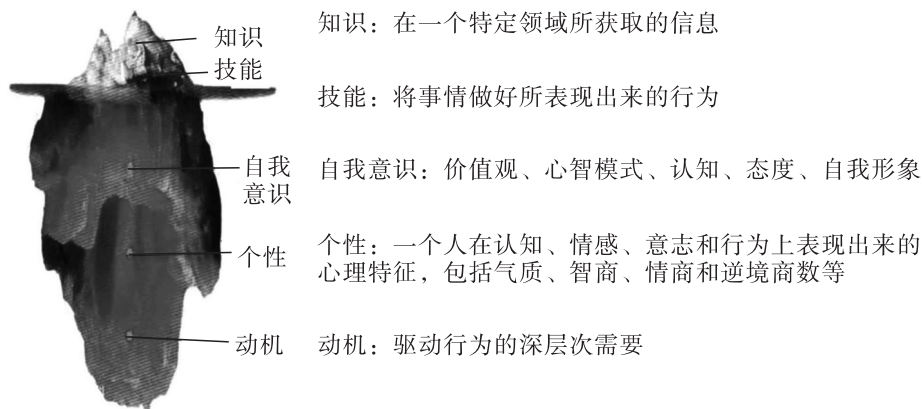 知识
技能
自我
意识
个性
动机
知识：在一个特定领域所获取的信息
技能：将事情做好所表现出来的行为
自我意识：价值观、心智模式、认知、态度、自我形象
个性：一个人在认知、情感、意志和行为上表现出来的
心理特征，包括气质、智商、情商和逆境商数等
动机：驱动行为的深层次需要